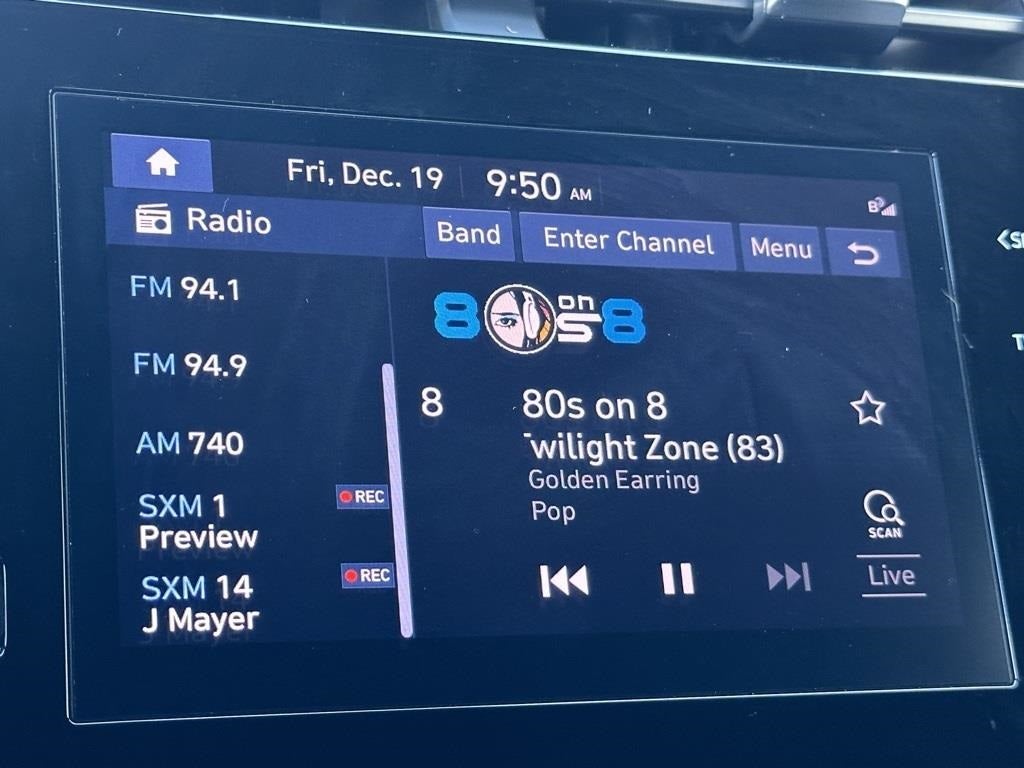 Fri, Dec. 19 9:50 AM
B
Radio Band Enter Channel Menu
FM 94.1
80s on 8
FM 94.9
8 80s on 8
wilight Zone (83)
AM 740
Golden Earring
Pop
SXM 1 REC
Preview
SCAN
SXM 14 REC
J Mayer
Live